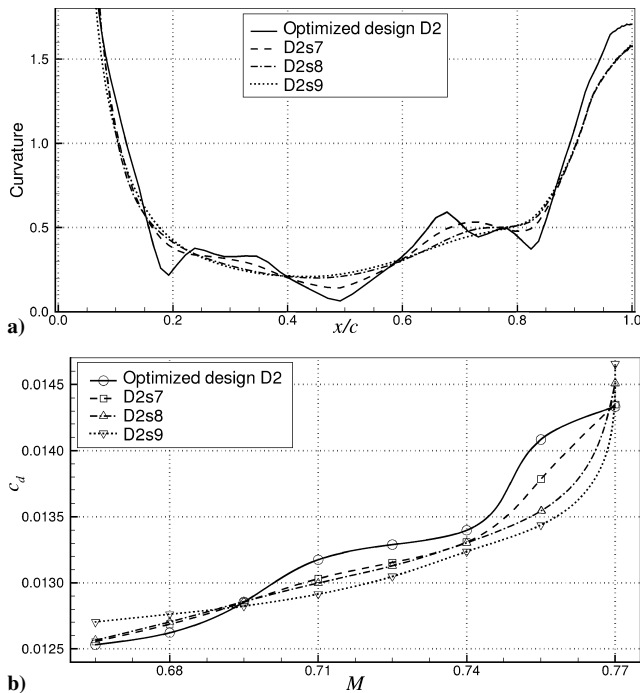 1.5
1.0
0.5
0.0
Curvature
Optimized design D2
D2s7
D2s8
D2s9
0.0 0.2 0.4 0.6 0.8 1.0
x/c
a)
0.0145
0.0140
0.0135
0.0130
0.0125
c_d
Optimized design D2
D2s7
D2s8
D2s9
0.68 0.71 0.74 0.77
M
b)